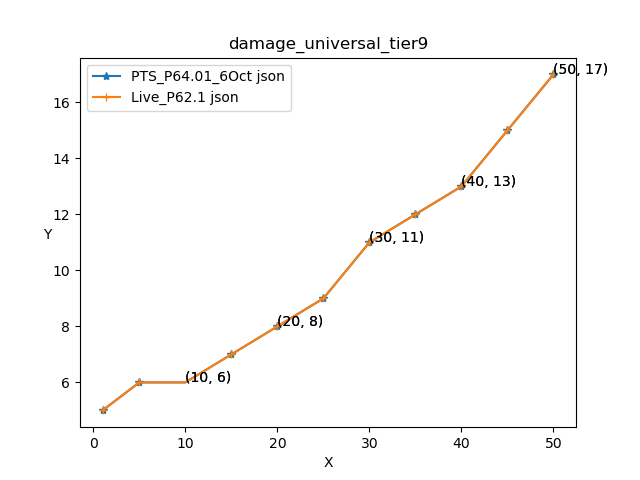 damage_universal_tier9
PTS_P64.01_6Oct json
Live_P62.1 json
(50, 17)
(40, 13)
(30, 11)
(20, 8)
(10, 6)
16
14
12
10
8
6
Y
0 10 20 30 40 50
X